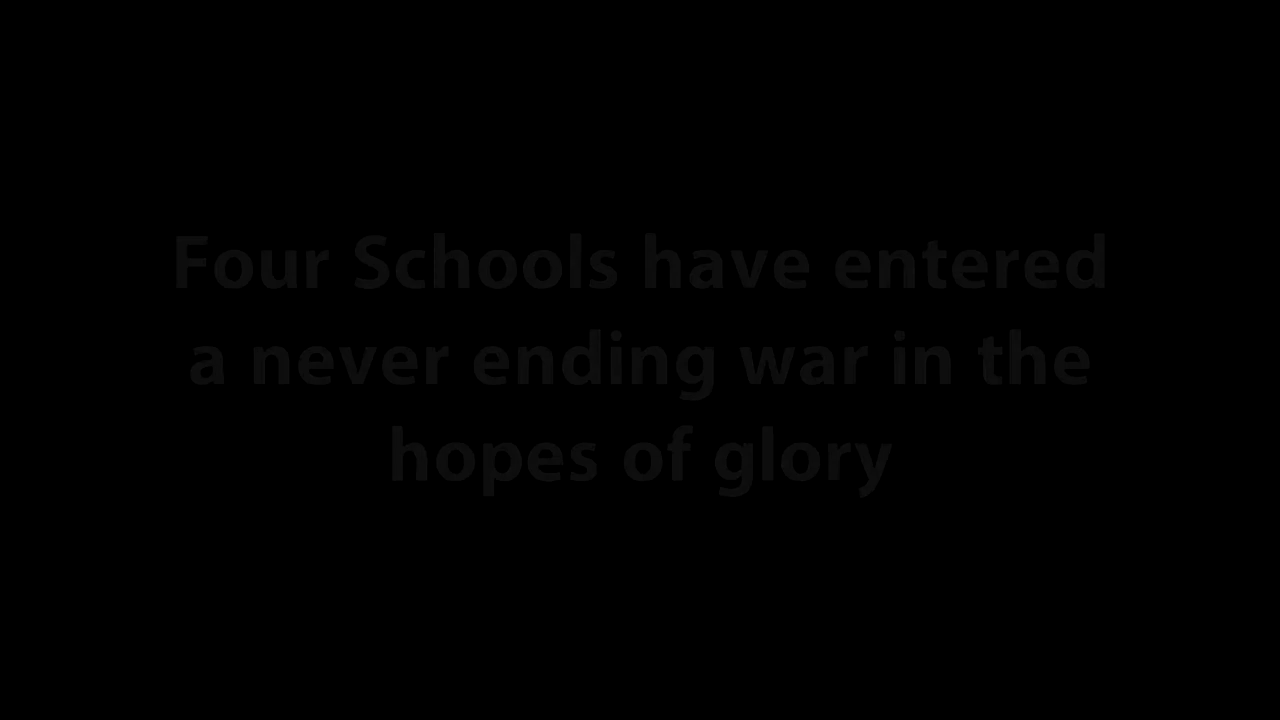 Four Schools have entered
a never ending war in the
hopes of glory